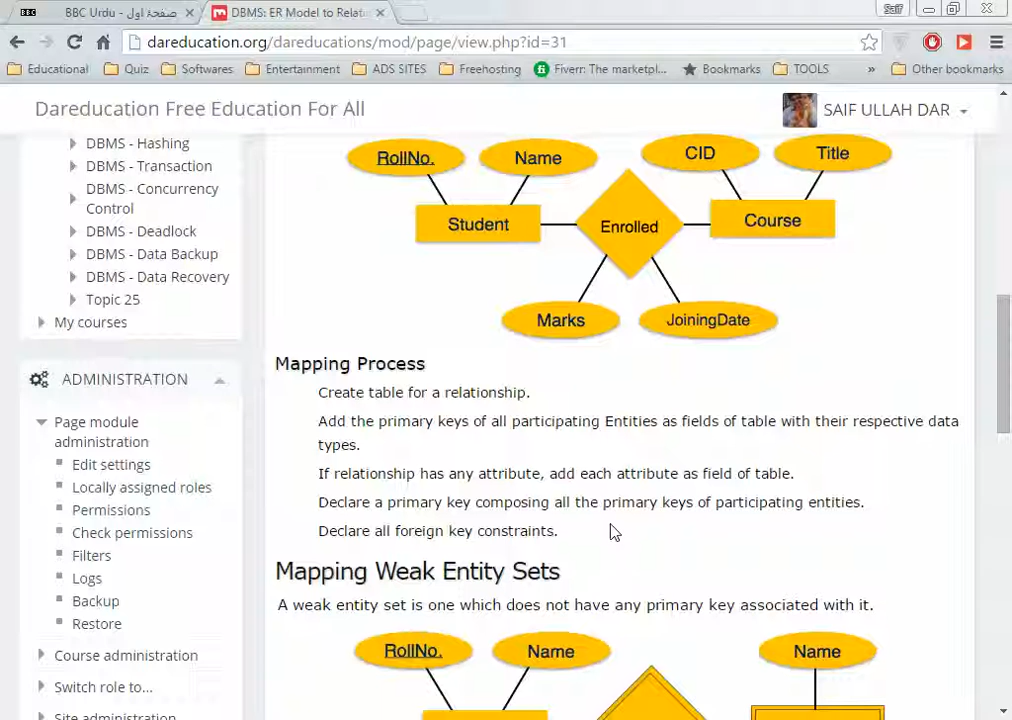 BBC Urdu - صفحۂ اول
DBMS: ER Model to Relat
Saif
dareducation.org/dareducations/mod/page/view.php?id=31
Educational Quiz Softwares Entertainment ADS SITES Freehosting Fiverr: The marketpl... Bookmarks TOOLS » Other bookmarks
Dareducation Free Education For All
SAIF ULLAH DAR
DBMS - Hashing
DBMS - Transaction
DBMS - Concurrency
Control
DBMS - Deadlock
DBMS - Data Backup
DBMS - Data Recovery
Topic 25
My courses
ADMINISTRATION
Page module
administration
Edit settings
Locally assigned roles
Permissions
Check permissions
Filters
Logs
Backup
Restore
Course administration
Switch role to...
Site administration
RollNo. Name CID Title
Student Enrolled Course
Marks JoiningDate
Mapping Process
Create table for a relationship.
Add the primary keys of all participating Entities as fields of table with their respective data
types.
If relationship has any attribute, add each attribute as field of table.
Declare a primary key composing all the primary keys of participating entities.
Declare all foreign key constraints.
Mapping Weak Entity Sets
A weak entity set is one which does not have any primary key associated with it.
RollNo. Name Name